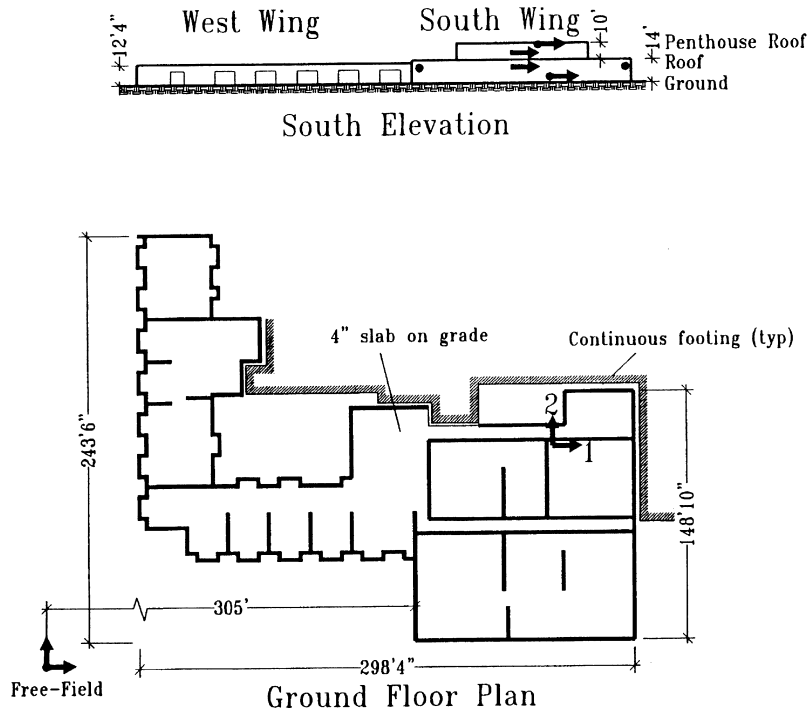 West Wing
South Wing
12'4"
10'
14'
Penthouse Roof
Roof
Ground
South Elevation
4" slab on grade
Continuous footing (typ)
2
1
243'6"
148'10"
305'
298'4"
Free-Field
Ground Floor Plan